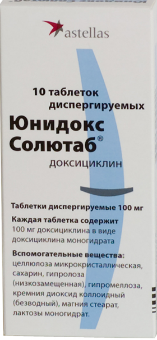 astellas
10 таблеток
диспергируемых
Юнидокс
Солютаб®
доксициклин
Таблетки диспергируемые 100 мг
Каждая таблетка содержит
100 мг доксициклина в виде
доксициклина моногидрата
Вспомогательные вещества:
целлюлоза микрокристаллическая,
сахарин, гипролоза
(низкозамещенная), гипромеллоза,
кремния диоксид коллоидный
(безводный), магния стеарат,
лактозы моногидрат.